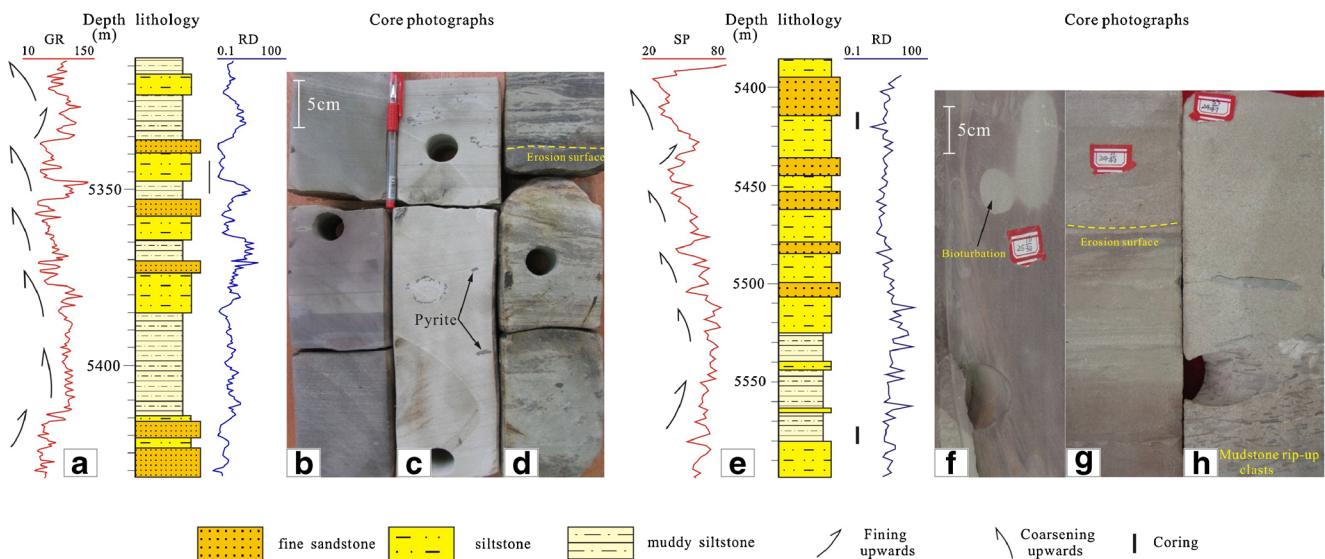 Depth lithology
(m)
GR
10 150
RD
0.1 100
5350
5400
a
Core photographs
5cm
Erosion surface
Pyrite
b
c
d
Depth lithology
(m)
SP
20 80
RD
0.1 100
5400
5450
5500
5550
e
Core photographs
5cm
Bioturbation
Erosion surface
Mudstone rip-up
clasts
f
g
h
fine sandstone
siltstone
muddy siltstone
Fining
upwards
Coarsening
upwards
Coring